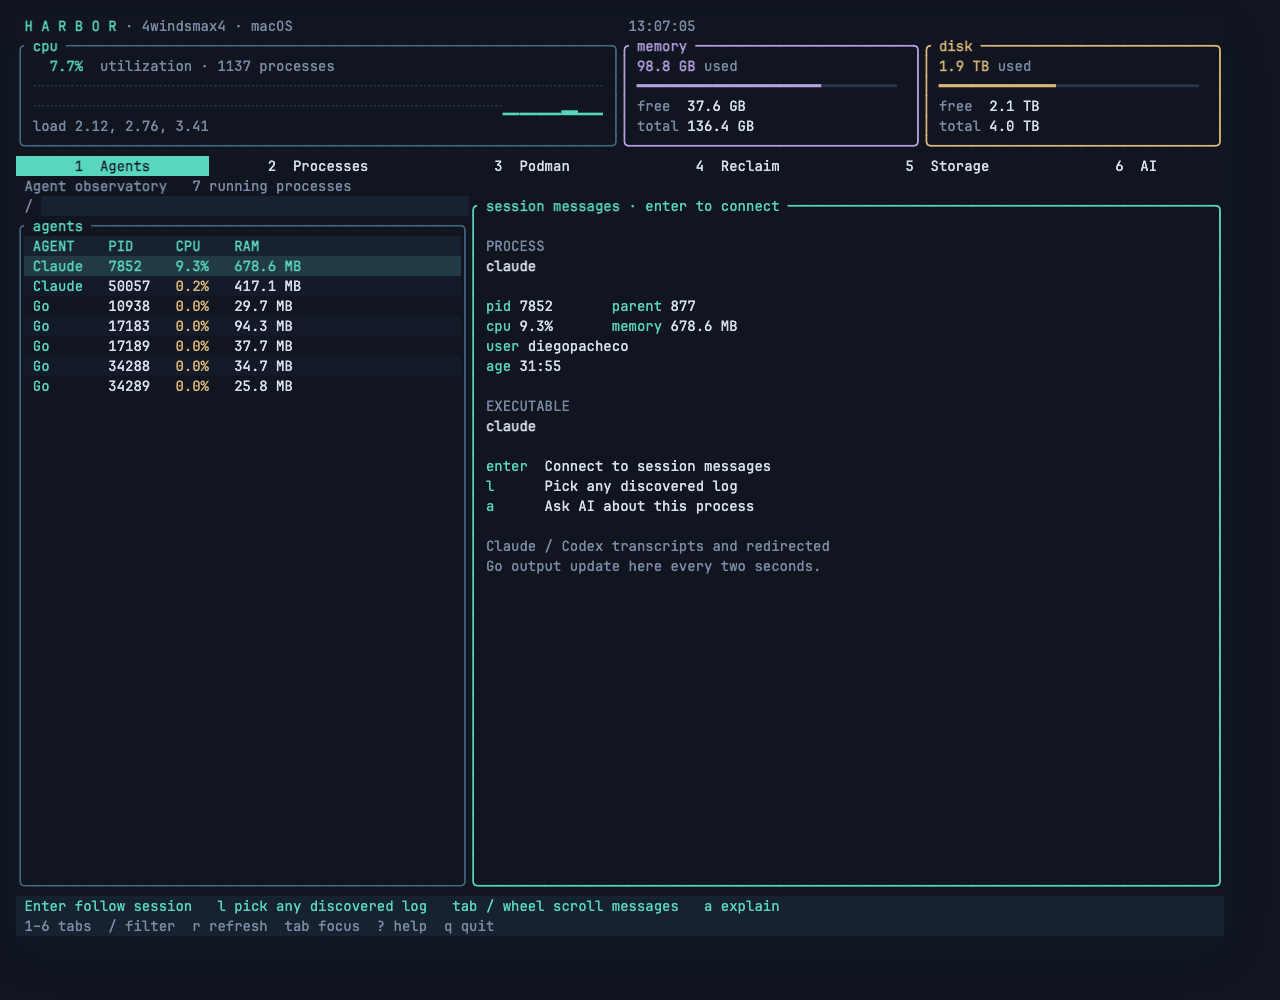 H A R B O R · 4windsmax4 · macOS 13:07:05
cpu
7.7% utilization · 1137 processes
load 2.12, 2.76, 3.41
memory
98.8 GB used
free 37.6 GB
total 136.4 GB
disk
1.9 TB used
free 2.1 TB
total 4.0 TB
1 Agents 2 Processes 3 Podman 4 Reclaim 5 Storage 6 AI
Agent observatory 7 running processes
/
agents
AGENT PID CPU RAM
Claude 7852 9.3% 678.6 MB
Claude 50057 0.2% 417.1 MB
Go 10938 0.0% 29.7 MB
Go 17183 0.0% 94.3 MB
Go 17189 0.0% 37.7 MB
Go 34288 0.0% 34.7 MB
Go 34289 0.0% 25.8 MB
session messages · enter to connect
PROCESS
claude
pid 7852 parent 877
cpu 9.3% memory 678.6 MB
user diegopacheco
age 31:55
EXECUTABLE
claude
enter Connect to session messages
l Pick any discovered log
a Ask AI about this process
Claude / Codex transcripts and redirected
Go output update here every two seconds.
Enter follow session l pick any discovered log tab / wheel scroll messages a explain
1-6 tabs / filter r refresh tab focus ? help q quit